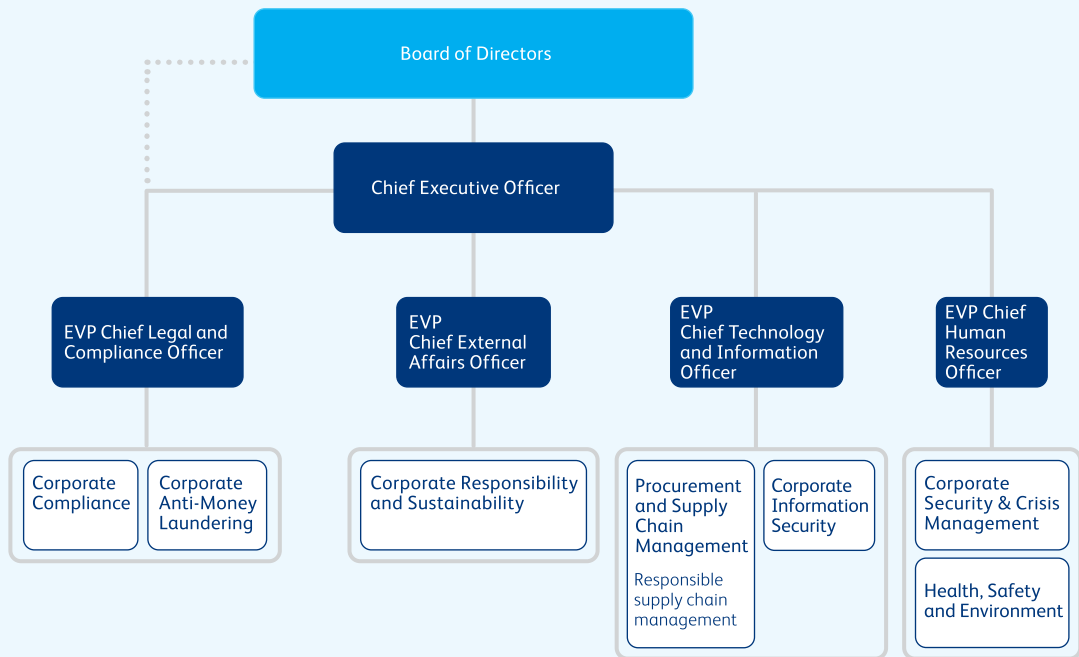 Board of Directors
Chief Executive Officer
EVP Chief Legal and
Compliance Officer
EVP
Chief External
Affairs Officer
EVP
Chief Technology
and Information
Officer
EVP Chief
Human
Resources
Officer
Corporate
Compliance
Corporate
Anti-Money
Laundering
Corporate Responsibility
and Sustainability
Procurement
and Supply
Chain
Management
Responsible
supply chain
management
Corporate
Information
Security
Corporate
Security & Crisis
Management
Health, Safety
and Environment